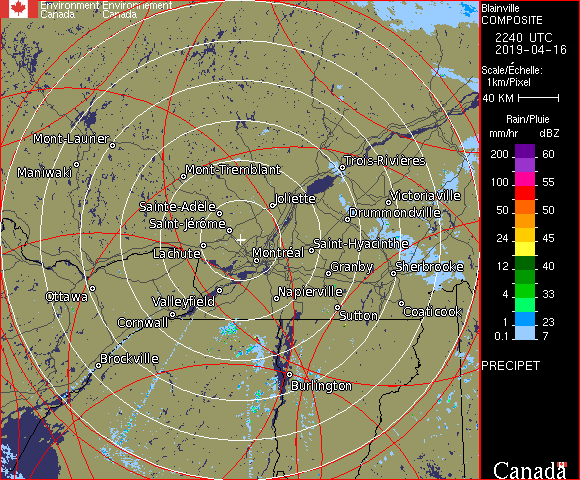 Environment Environnement
Canada Canada
Blainville
COMPOSITE
2240 UTC
2019-04-16
Scale/Échelle:
1km/Pixel
40 KM
Rain/Pluie
mm/hr dBZ
200 60
100 55
50 50
24 45
12 40
4 33
1 23
0.1 7
PRECIPET
Canada
Mont-Laurier
Maniwaki
Mont-Tremblant
Trois-Rivières
Sainte-Adèle
Joliette
Victoriaville
Saint-Jérôme
Drummondville
Lachute
Montréal
Saint-Hyacinthe
Granby
Sherbrooke
Ottawa
Valleyfield
Napierville
Cornwall
Sutton
Coaticook
Brockville
Burlington